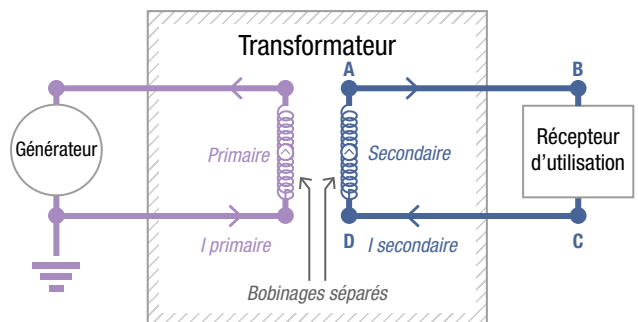 Transformateur
A
B
Générateur
Primaire
Secondaire
Récepteur
d’utilisation
I primaire
D
I secondaire
C
Bobinages séparés